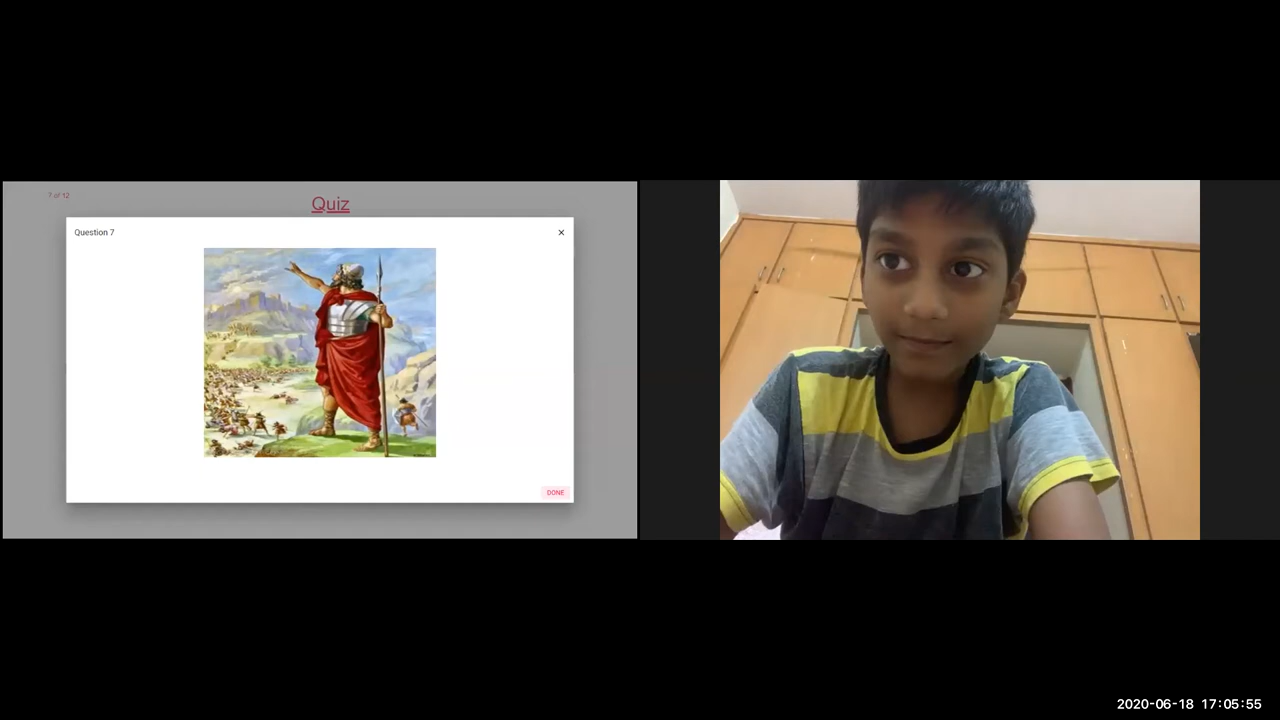 7 of 12
Quiz
Question 7
×
DONE
2020-06-18 17:05:55